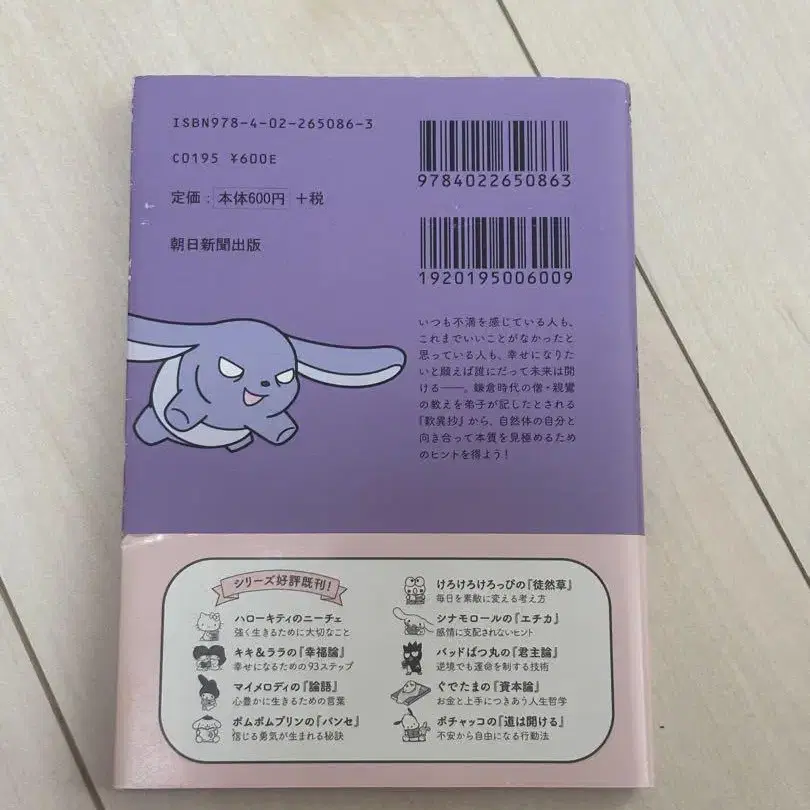 ISBN978-4-02-265086-3
C0195 ¥600E
定価：本体600円 +税
朝日新聞出版
9784022650863
1920195006009
いつも不満を感じている人も、
これまでいいことがなかったと
思っている人も、幸せになりた
いと願えば誰にだって未来は開
ける――。鎌倉時代の僧・親鸞
の教えを弟子が記したとされる
『歎異抄』から、自然体の自分と
向き合って本質を見極めるため
のヒントを得よう！
シリーズ好評既刊！
ハローキティのニーチェ
強く生きるために大切なこと
キキ＆ララの『幸福論』
幸せになるための93ステップ
マイメロディの『論語』
心豊かに生きるための言葉
ポムポムプリンの『パンセ』
信じる勇気が生まれる秘訣
けろけろけろっぴの『徒然草』
毎日を素敵に変える考え方
シナモロールの『エチカ』
感情に支配されないヒント
バッドばつ丸の『君主論』
逆境でも運命を制する技術
ぐでたまの『資本論』
お金と上手につきあう人生哲学
ポチャッコの『道は開ける』
不安から自由になる行動法